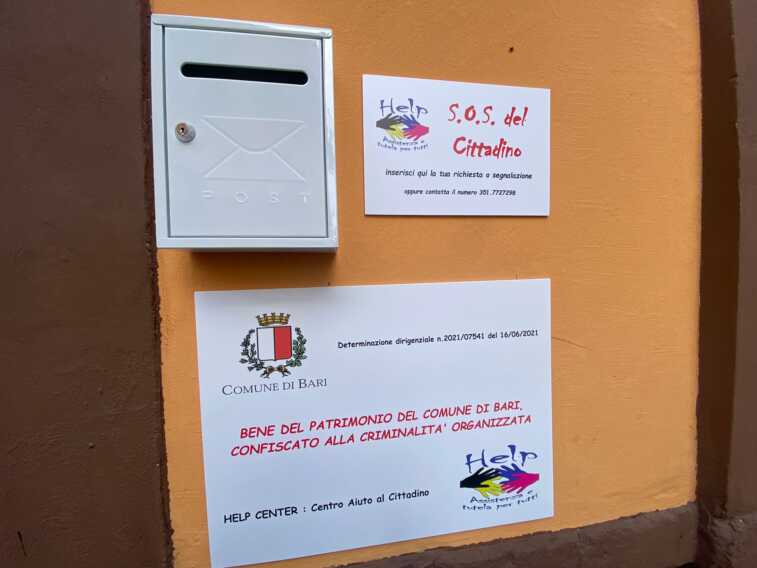 POST
Help
Assistenza e
tutela per tutti
S.O.S. del
Cittadino
inserisci qui la tua richiesta o segnalazione
oppure contatta il numero 351.7727298
COMUNE DI BARI
Determinazione dirigenziale n.2021/07541 del 16/06/2021
BENE DEL PATRIMONIO DEL COMUNE DI BARI,
CONFISCATO ALLA CRIMINALITA' ORGANIZZATA
HELP CENTER : Centro Aiuto al Cittadino
Help
Assistenza e
tutela per tutti